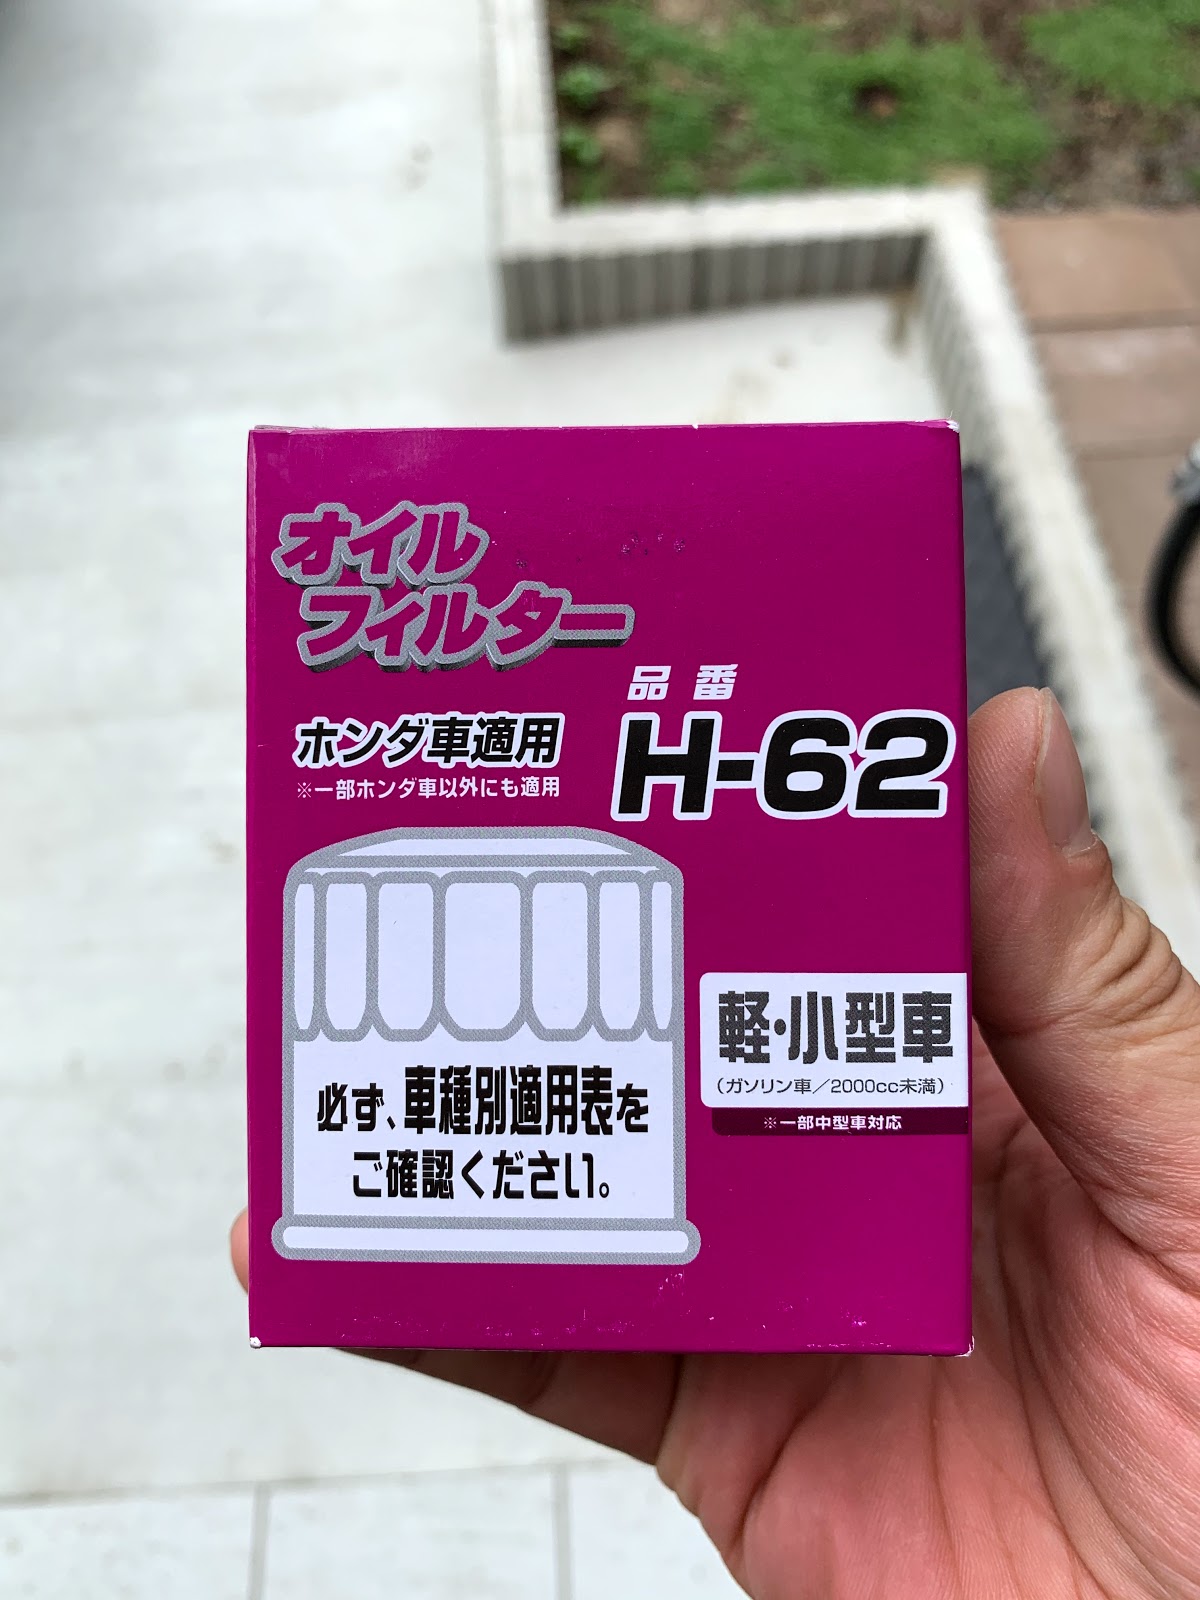 オイル
フィルター
品番
H-62
ホンダ車適用
※一部ホンダ車以外にも適用
軽・小型車
（ガソリン車／2000cc未満）
※一部中型車対応
必ず、車種別適用表を
ご確認ください。